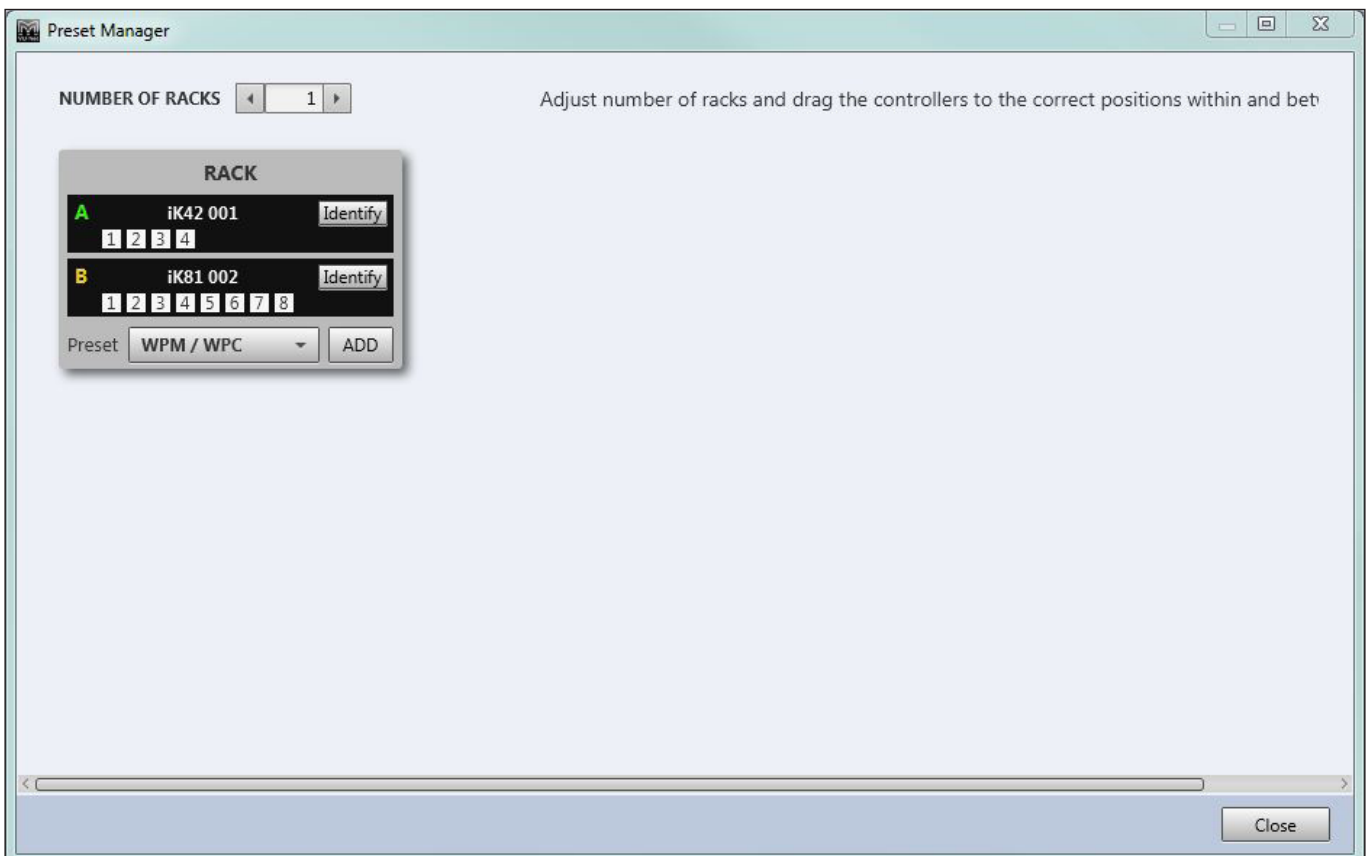 Preset Manager
NUMBER OF RACKS 1
Adjust number of racks and drag the controllers to the correct positions within and bet
RACK
A iK42 001 Identify
1 2 3 4
B iK81 002 Identify
1 2 3 4 5 6 7 8
Preset WPM / WPC ADD
Close